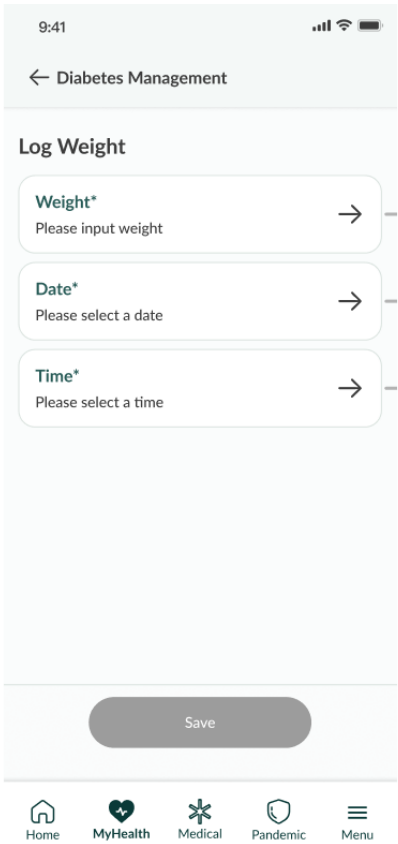 9:41
Diabetes Management
Log Weight
Weight*
Please input weight
Date*
Please select a date
Time*
Please select a time
Save
Home MyHealth Medical Pandemic Menu